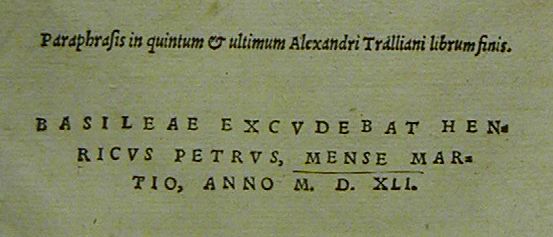 Paraphrasis in quintum & ultimum Alexandri Tralliani librum finis.
BASILEAE EXCVDEBAT HEN-
RICVS PETRVS, MENSE MAR-
TIO, ANNO M. D. XLI.